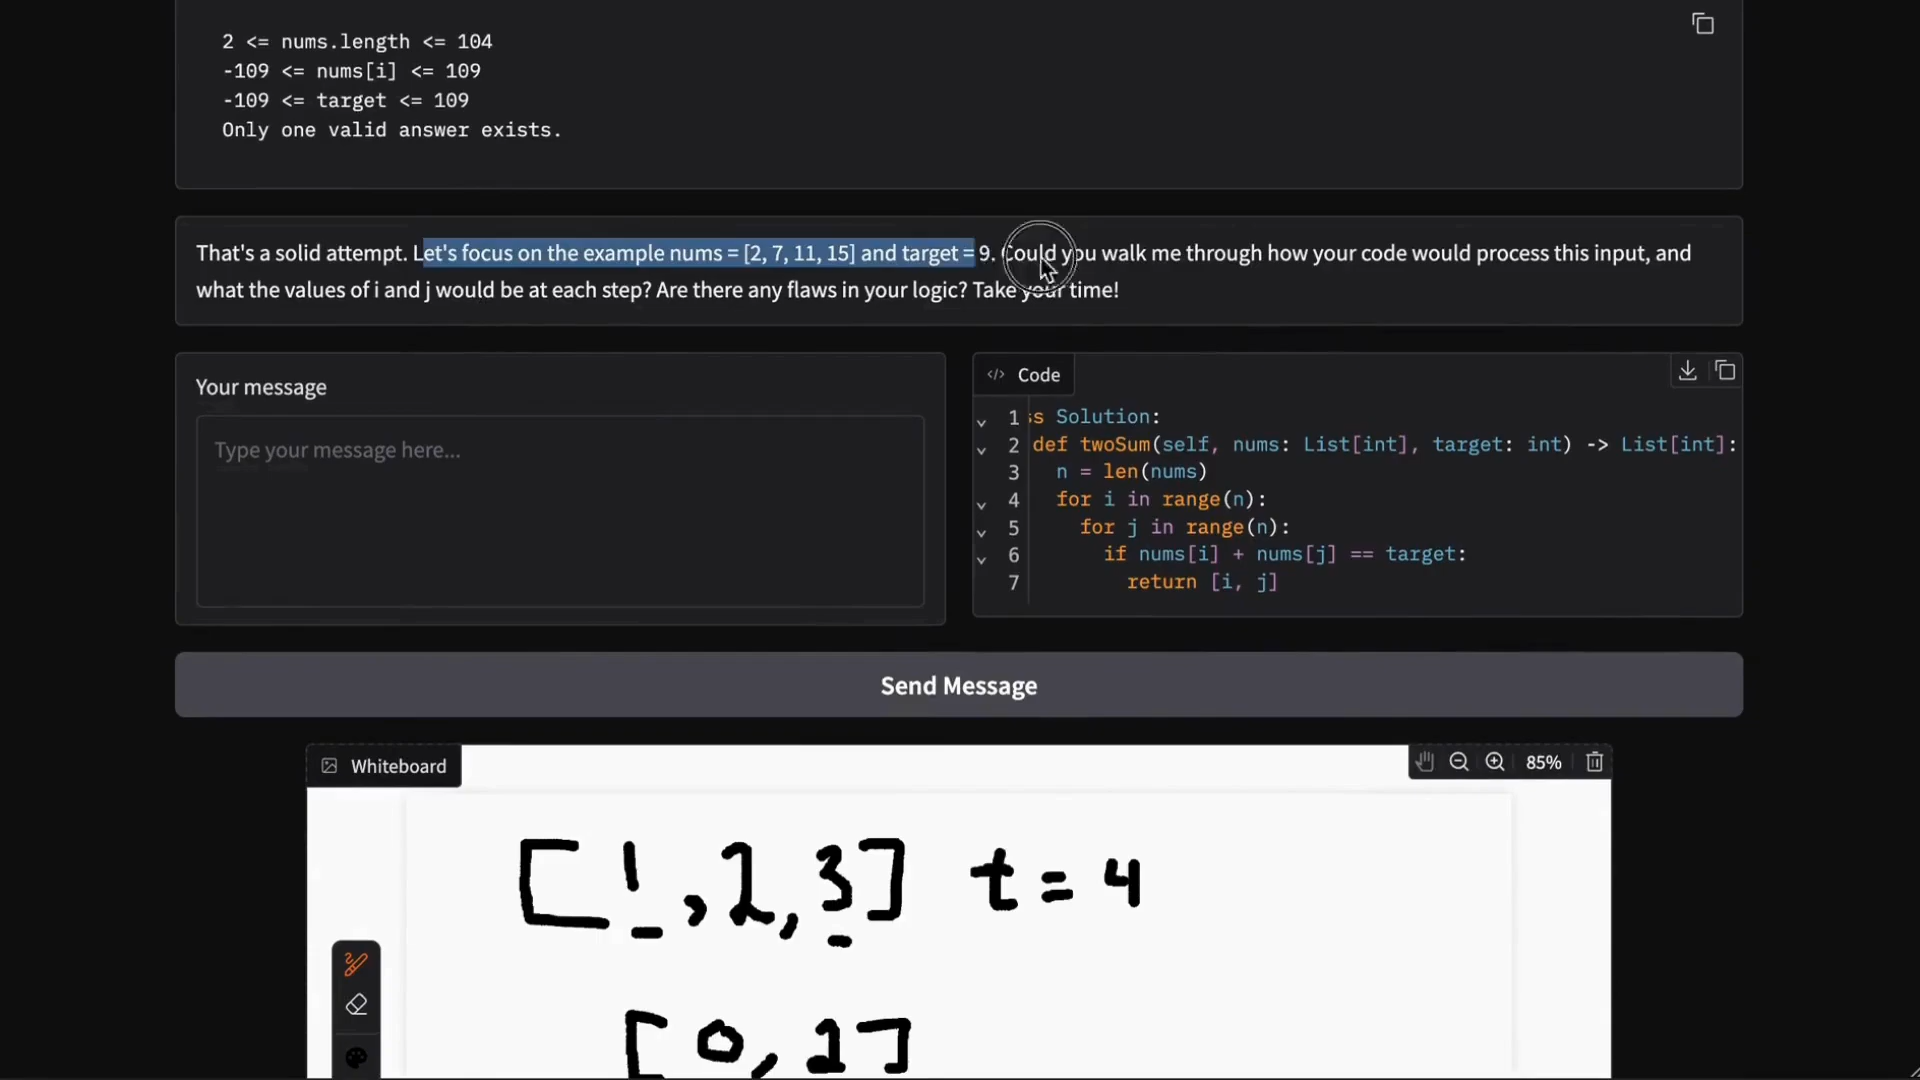 2 <= nums.length <= 104
-109 <= nums[i] <= 109
-109 <= target <= 109
Only one valid answer exists.
That's a solid attempt. Let's focus on the example nums = [2, 7, 11, 15] and target = 9. Could you walk me through how your code would process this input, and
what the values of i and j would be at each step? Are there any flaws in your logic? Take your time!
Your message
Type your message here...
Code
1 s Solution:
2 def twoSum(self, nums: List[int], target: int) -> List[int]:
3 n = len(nums)
4 for i in range(n):
5 for j in range(n):
6 if nums[i] + nums[j] == target:
7 return [i, j]
Send Message
Whiteboard
85%
[1, 2, 3] t = 4
[0, 2]